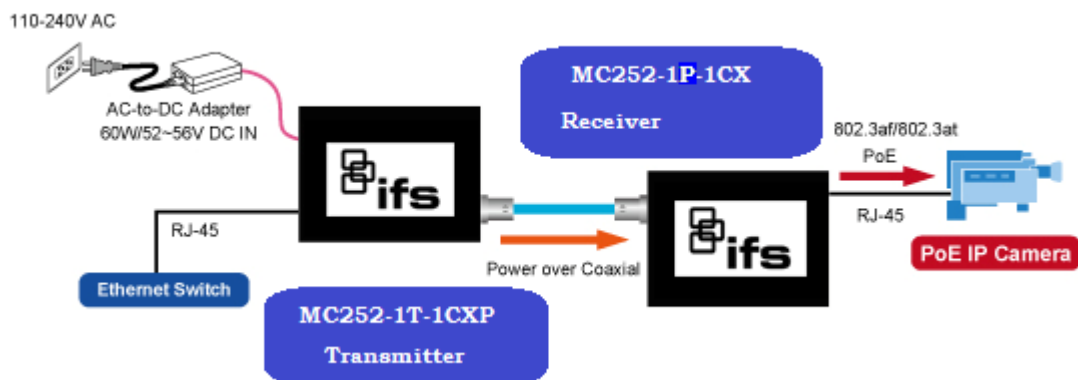 110-240V AC
AC-to-DC Adapter
60W/52~56V DC IN
ifs
MC252-1P-1CX
Receiver
802.3af/802.3at
PoE
RJ-45
PoE IP Camera
ifs
Power over Coaxial
RJ-45
Ethernet Switch
MC252-1T-1CXP
Transmitter